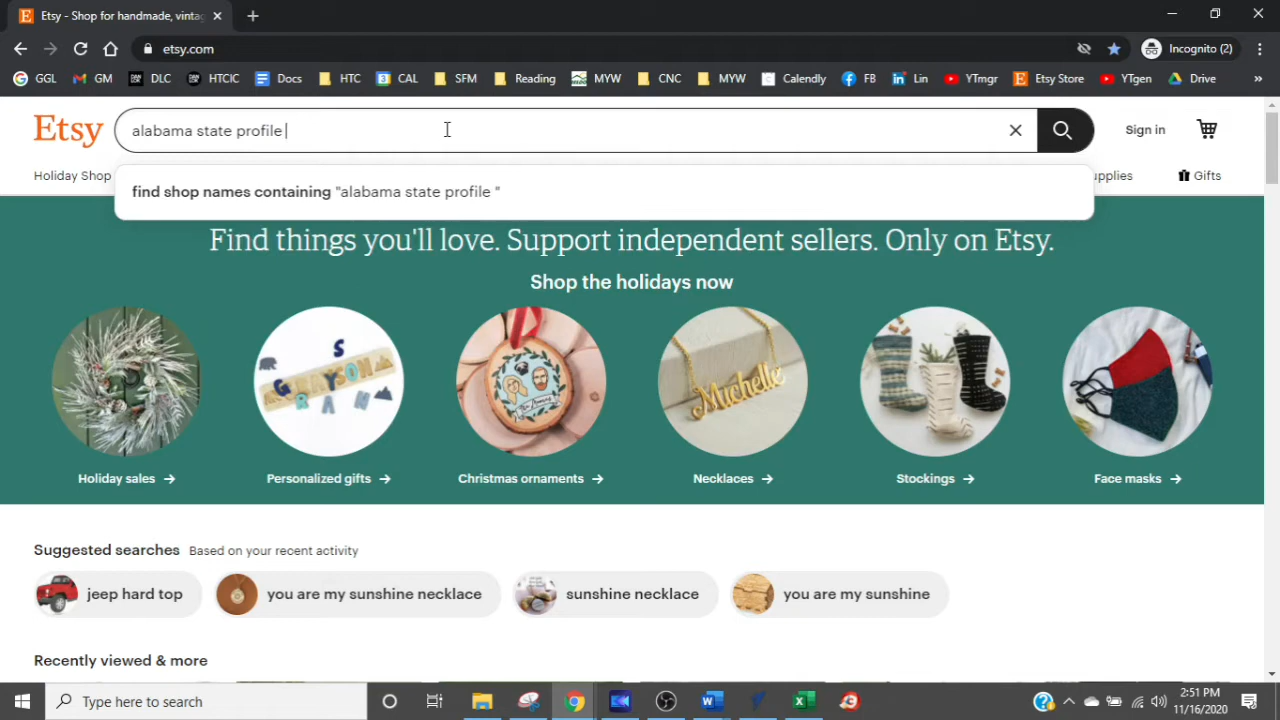 Etsy - Shop for handmade, vintag
etsy.com
Incognito (2)
GGL GM DLC HTCIC Docs HTC CAL SFM Reading MYW CNC MYW Calendly FB Lin YTmgr Etsy Store YTgen Drive »
Etsy
alabama state profile
Sign in
Holiday Shop
find shop names containing "alabama state profile "
upplies
Gifts
Find things you'll love. Support independent sellers. Only on Etsy.
Shop the holidays now
S
GRAYSON
Michelle
Holiday sales →
Personalized gifts →
Christmas ornaments →
Necklaces →
Stockings →
Face masks →
Suggested searches Based on your recent activity
jeep hard top
you are my sunshine necklace
sunshine necklace
you are my sunshine
Recently viewed & more
Type here to search
2:51 PM
11/16/2020